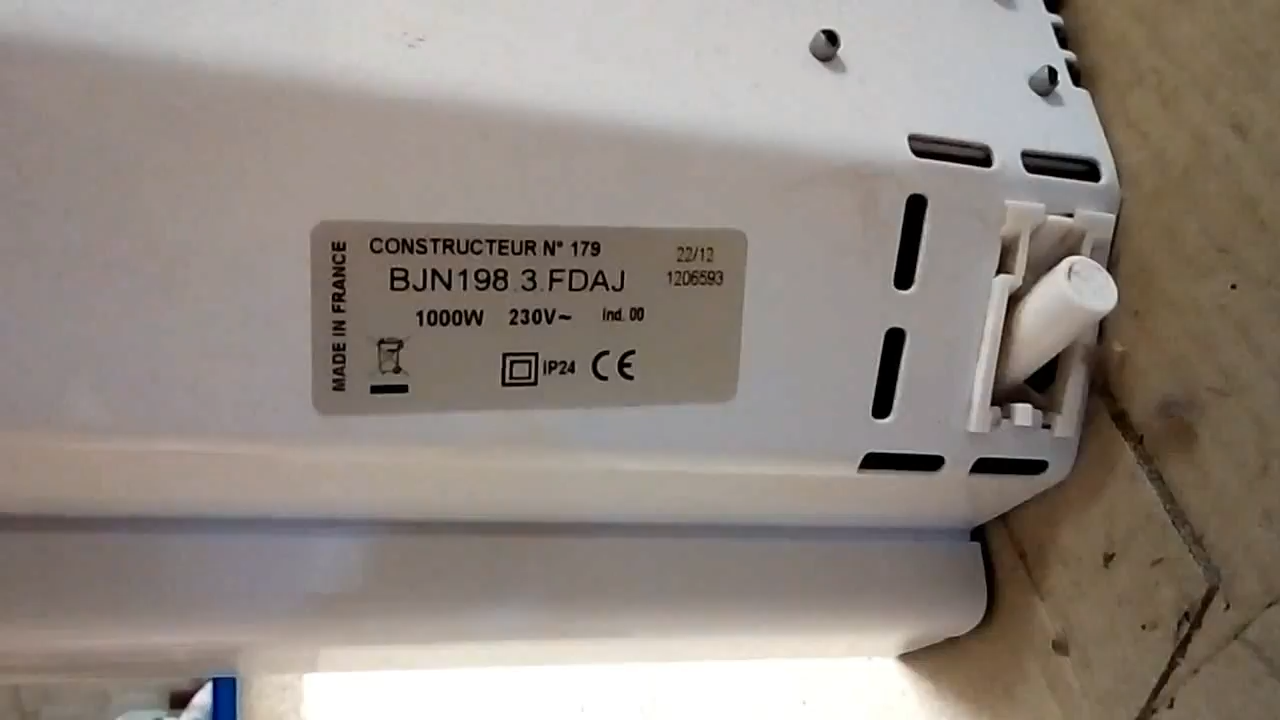 MADE IN FRANCE
CONSTRUCTEUR N° 179
22/12
BJN198.3.FDAJ
1206593
1000W 230V~ Ind. 00
IP24 CE